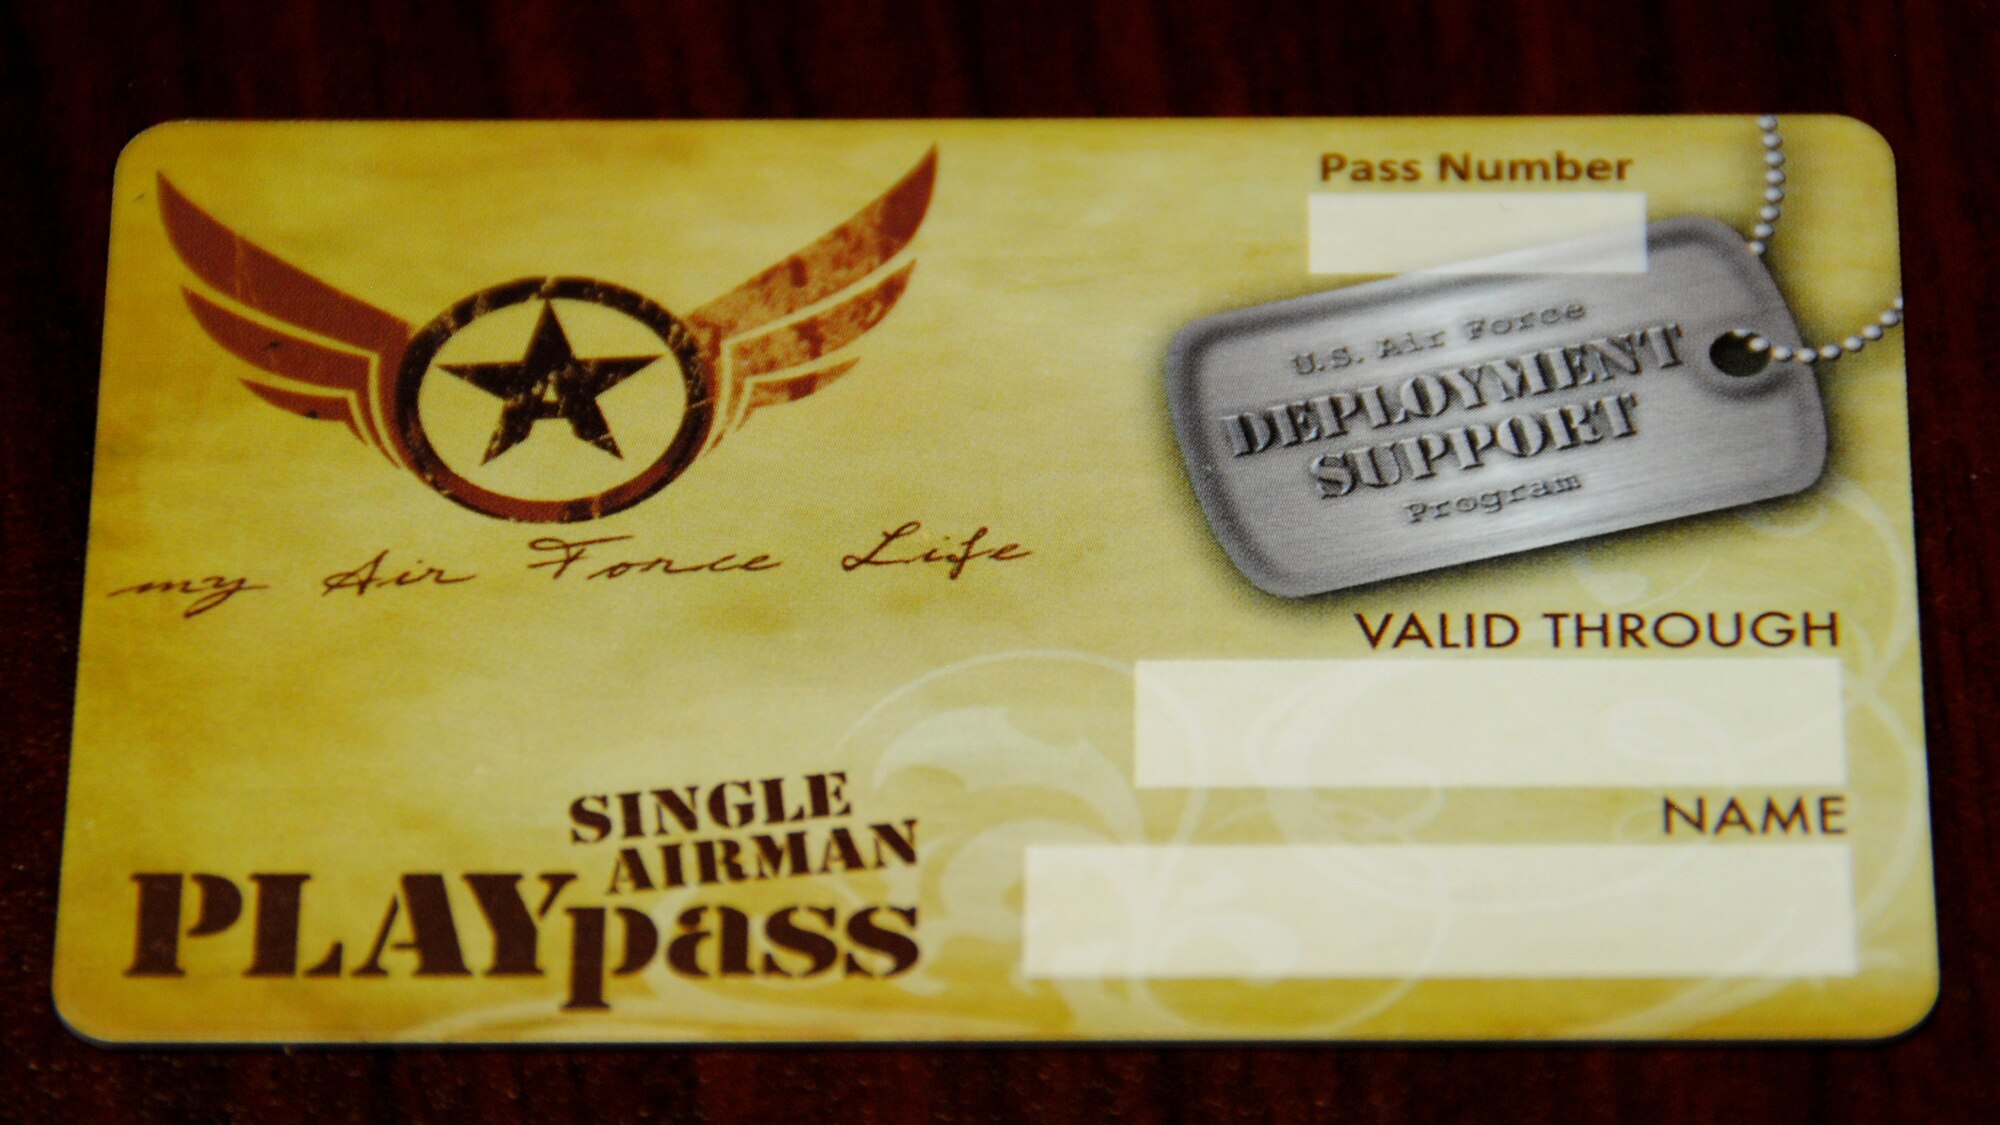 Pass Number
U.S. Air Force
DEPLOYMENT
SUPPORT
Program
A
my Air Force Life
VALID THROUGH
NAME
SINGLE
AIRMAN
PLAYpass